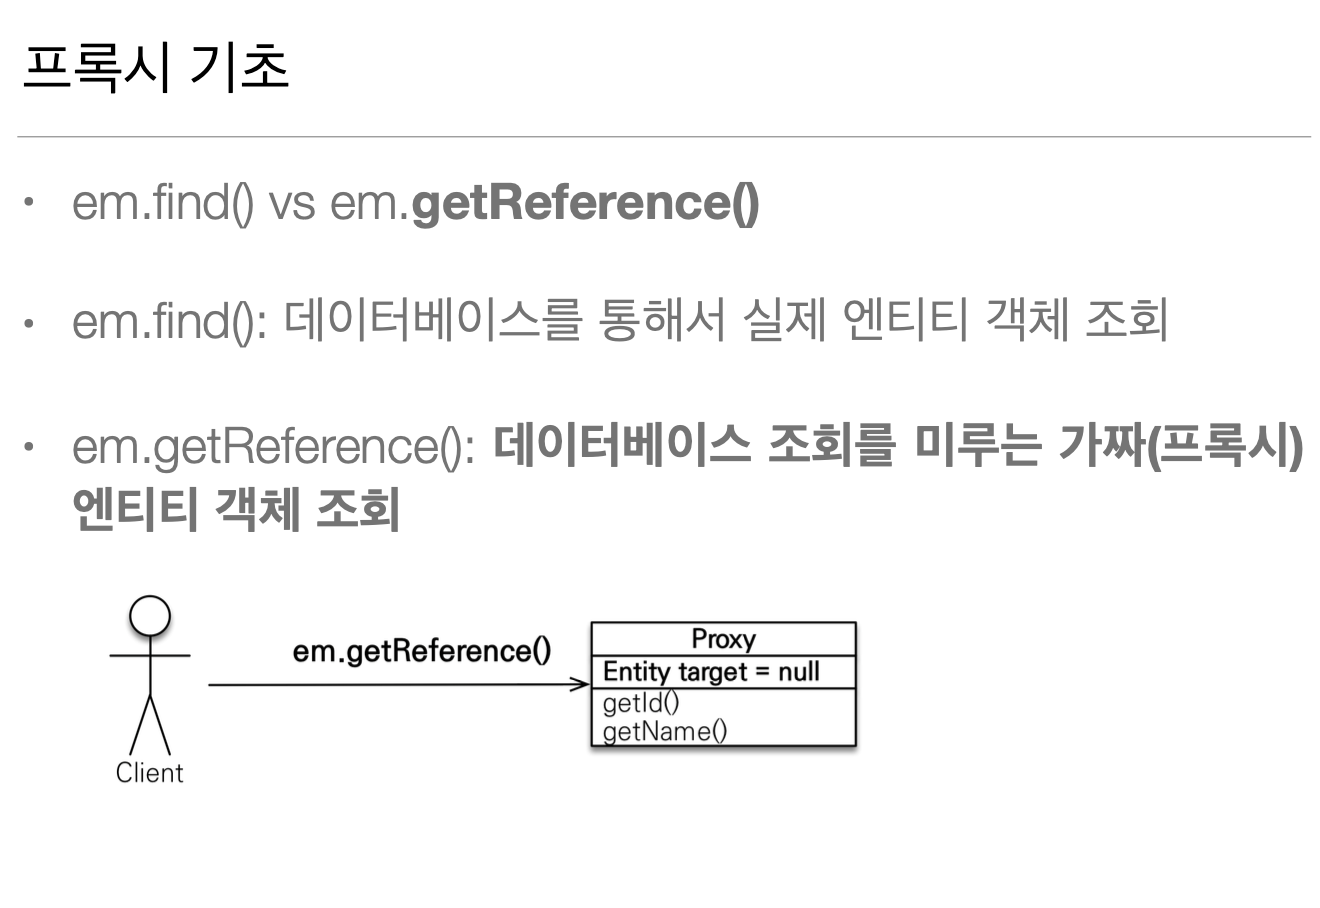 프록시 기초
• em.find() vs em.getReference()
• em.find(): 데이터베이스를 통해서 실제 엔티티 객체 조회
• em.getReference(): 데이터베이스 조회를 미루는 가짜(프록시)
엔티티 객체 조회
em.getReference()
Proxy
Entity target = null
getId()
getName()
Client